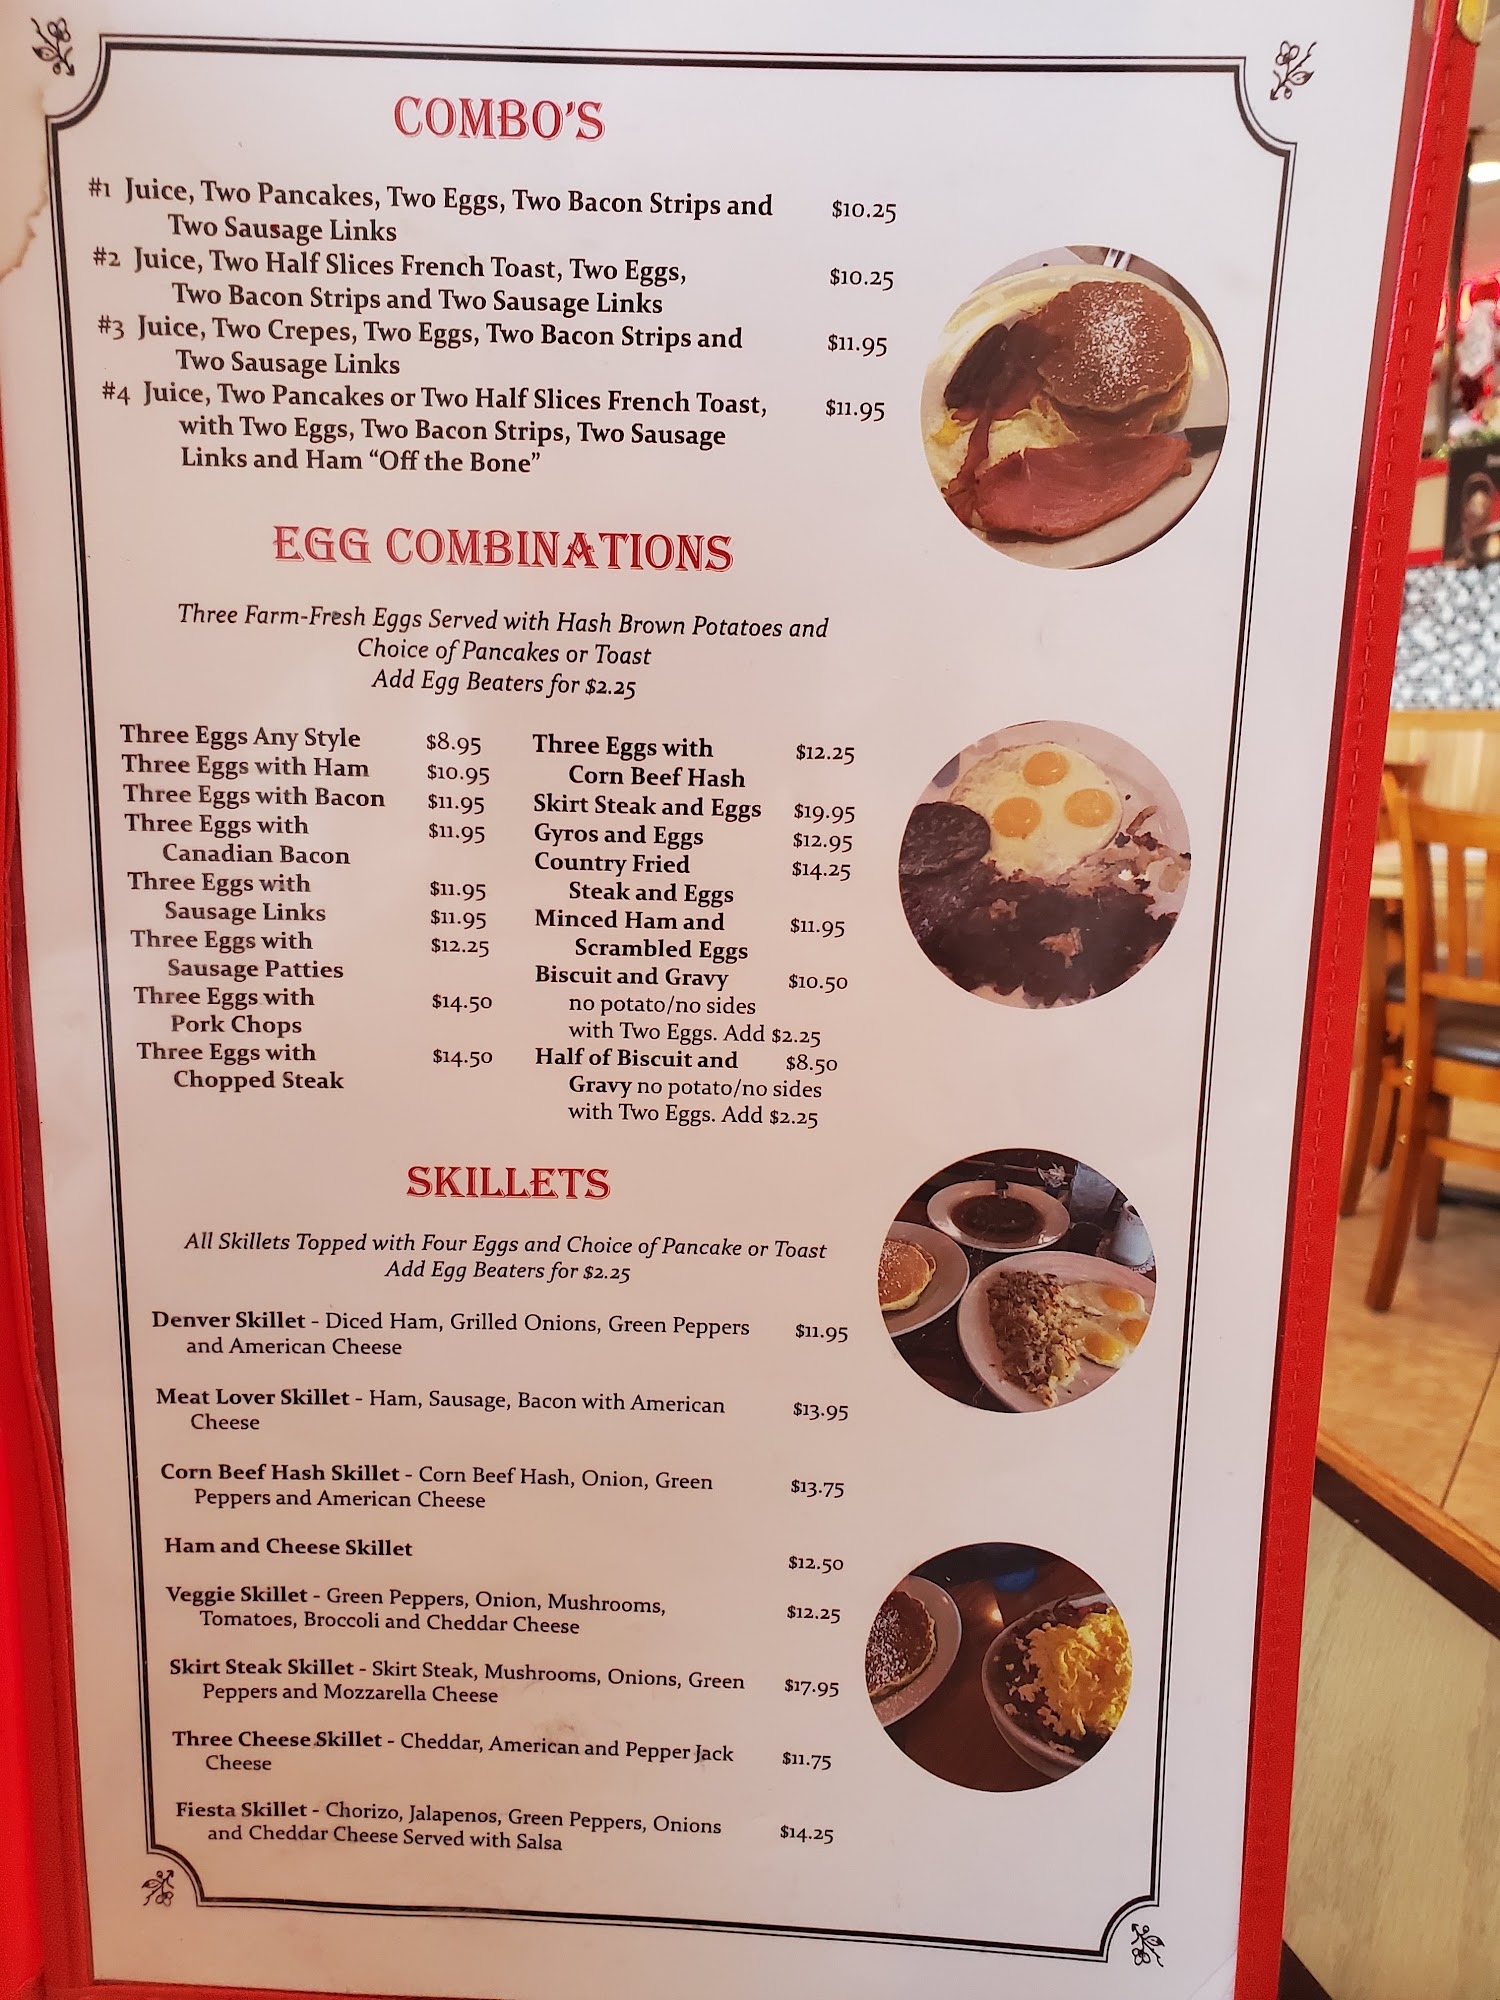 COMBO'S
#1 Juice, Two Pancakes, Two Eggs, Two Bacon Strips and $10.25
Two Sausage Links
#2 Juice, Two Half Slices French Toast, Two Eggs, $10.25
Two Bacon Strips and Two Sausage Links
#3 Juice, Two Crepes, Two Eggs, Two Bacon Strips and $11.95
Two Sausage Links
#4 Juice, Two Pancakes or Two Half Slices French Toast, $11.95
with Two Eggs, Two Bacon Strips, Two Sausage
Links and Ham "Off the Bone"
EGG COMBINATIONS
Three Farm-Fresh Eggs Served with Hash Brown Potatoes and
Choice of Pancakes or Toast
Add Egg Beaters for $2.25
Three Eggs Any Style $8.95
Three Eggs with Ham $10.95
Three Eggs with Bacon $11.95
Three Eggs with $11.95
Canadian Bacon
Three Eggs with $11.95
Sausage Links $11.95
Three Eggs with $12.25
Sausage Patties
Three Eggs with $14.50
Pork Chops
Three Eggs with $14.50
Chopped Steak
Three Eggs with $12.25
Corn Beef Hash
Skirt Steak and Eggs $19.95
Gyros and Eggs $12.95
Country Fried $14.25
Steak and Eggs
Minced Ham and $11.95
Scrambled Eggs
Biscuit and Gravy $10.50
no potato/no sides
with Two Eggs. Add $2.25
Half of Biscuit and $8.50
Gravy no potato/no sides
with Two Eggs. Add $2.25
SKILLETS
All Skillets Topped with Four Eggs and Choice of Pancake or Toast
Add Egg Beaters for $2.25
Denver Skillet - Diced Ham, Grilled Onions, Green Peppers $11.95
and American Cheese
Meat Lover Skillet - Ham, Sausage, Bacon with American $13.95
Cheese
Corn Beef Hash Skillet - Corn Beef Hash, Onion, Green $13.75
Peppers and American Cheese
Ham and Cheese Skillet $12.50
Veggie Skillet - Green Peppers, Onion, Mushrooms, $12.25
Tomatoes, Broccoli and Cheddar Cheese
Skirt Steak Skillet - Skirt Steak, Mushrooms, Onions, Green $17.95
Peppers and Mozzarella Cheese
Three Cheese Skillet - Cheddar, American and Pepper Jack $11.75
Cheese
Fiesta Skillet - Chorizo, Jalapenos, Green Peppers, Onions $14.25
and Cheddar Cheese Served with Salsa